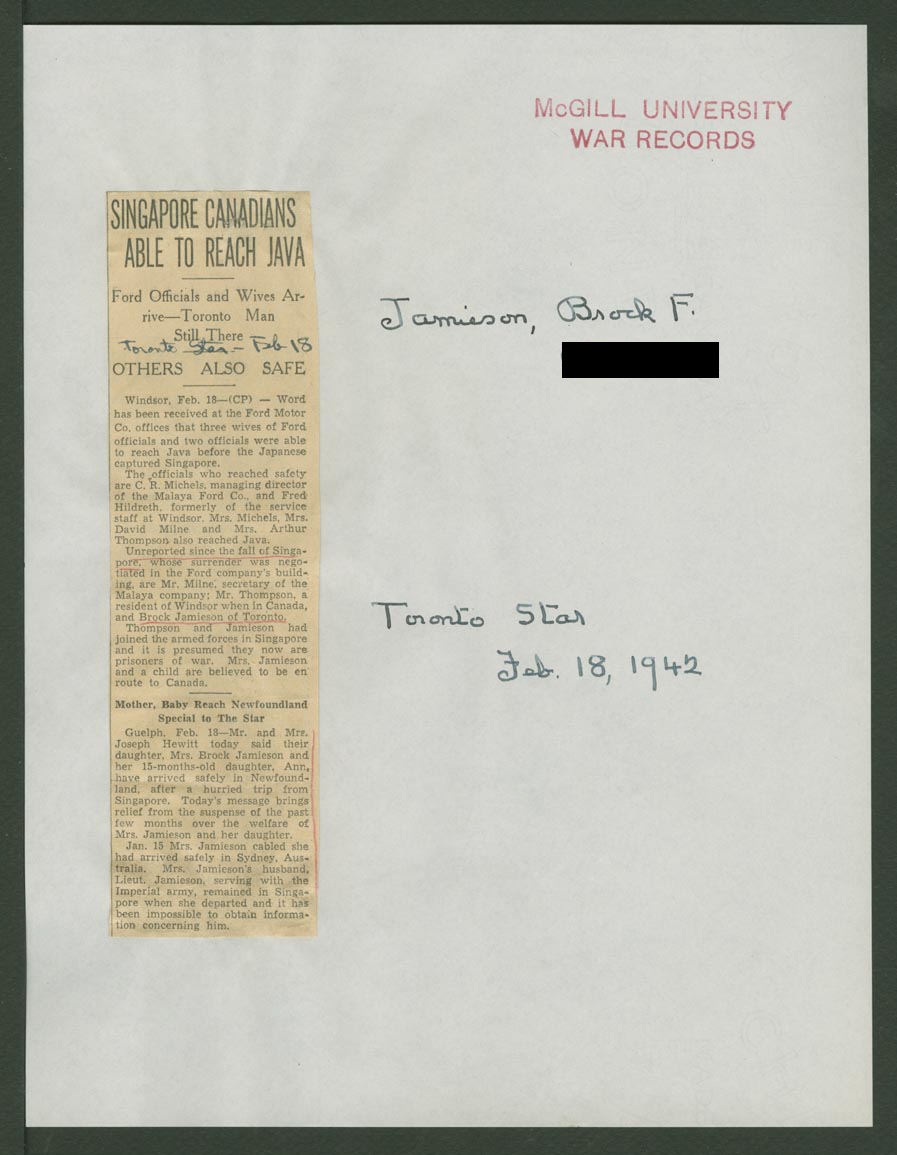 McGILL UNIVERSITY
WAR RECORDS
SINGAPORE CANADIANS
ABLE TO REACH JAVA
Ford Officials and Wives Ar-
rive—Toronto Man
Still There
Toronto Star - Feb 18
OTHERS ALSO SAFE
Windsor, Feb. 18—(CP) — Word
has been received at the Ford Motor
Co. offices that three wives of Ford
officials and two officials were able
to reach Java before the Japanese
captured Singapore.
The officials who reached safety
are C. R. Michels, managing director
of the Malaya Ford Co., and Fred
Hildreth, formerly of the service
staff at Windsor. Mrs. Michels, Mrs.
David Milne and Mrs. Arthur
Thompson also reached Java.
Unreported since the fall of Singa-
pore, whose surrender was nego-
tiated in the Ford company's build-
ing, are Mr. Milne, secretary of the
Malaya company; Mr. Thompson, a
resident of Windsor when in Canada,
and Brock Jamieson of Toronto.
Thompson and Jamieson had
joined the armed forces in Singapore
and it is presumed they now are
prisoners of war. Mrs. Jamieson
and a child are believed to be en
route to Canada.
Mother, Baby Reach Newfoundland
Special to The Star
Guelph, Feb. 18—Mr. and Mrs.
Joseph Hewitt today said their
daughter, Mrs. Brock Jamieson and
her 15-months-old daughter, Ann,
have arrived safely in Newfound-
land, after a hurried trip from
Singapore. Today's message brings
relief from the suspense of the past
few months over the welfare of
Mrs. Jamieson and her daughter.
Jan. 15 Mrs. Jamieson cabled she
had arrived safely in Sydney, Aus-
tralia. Mrs. Jamieson's husband,
Lieut. Jamieson, serving with the
Imperial army, remained in Singa-
pore when she departed and it has
been impossible to obtain informa-
tion concerning him.
Jamieson, Brock F.
Toronto Star
Feb. 18, 1942